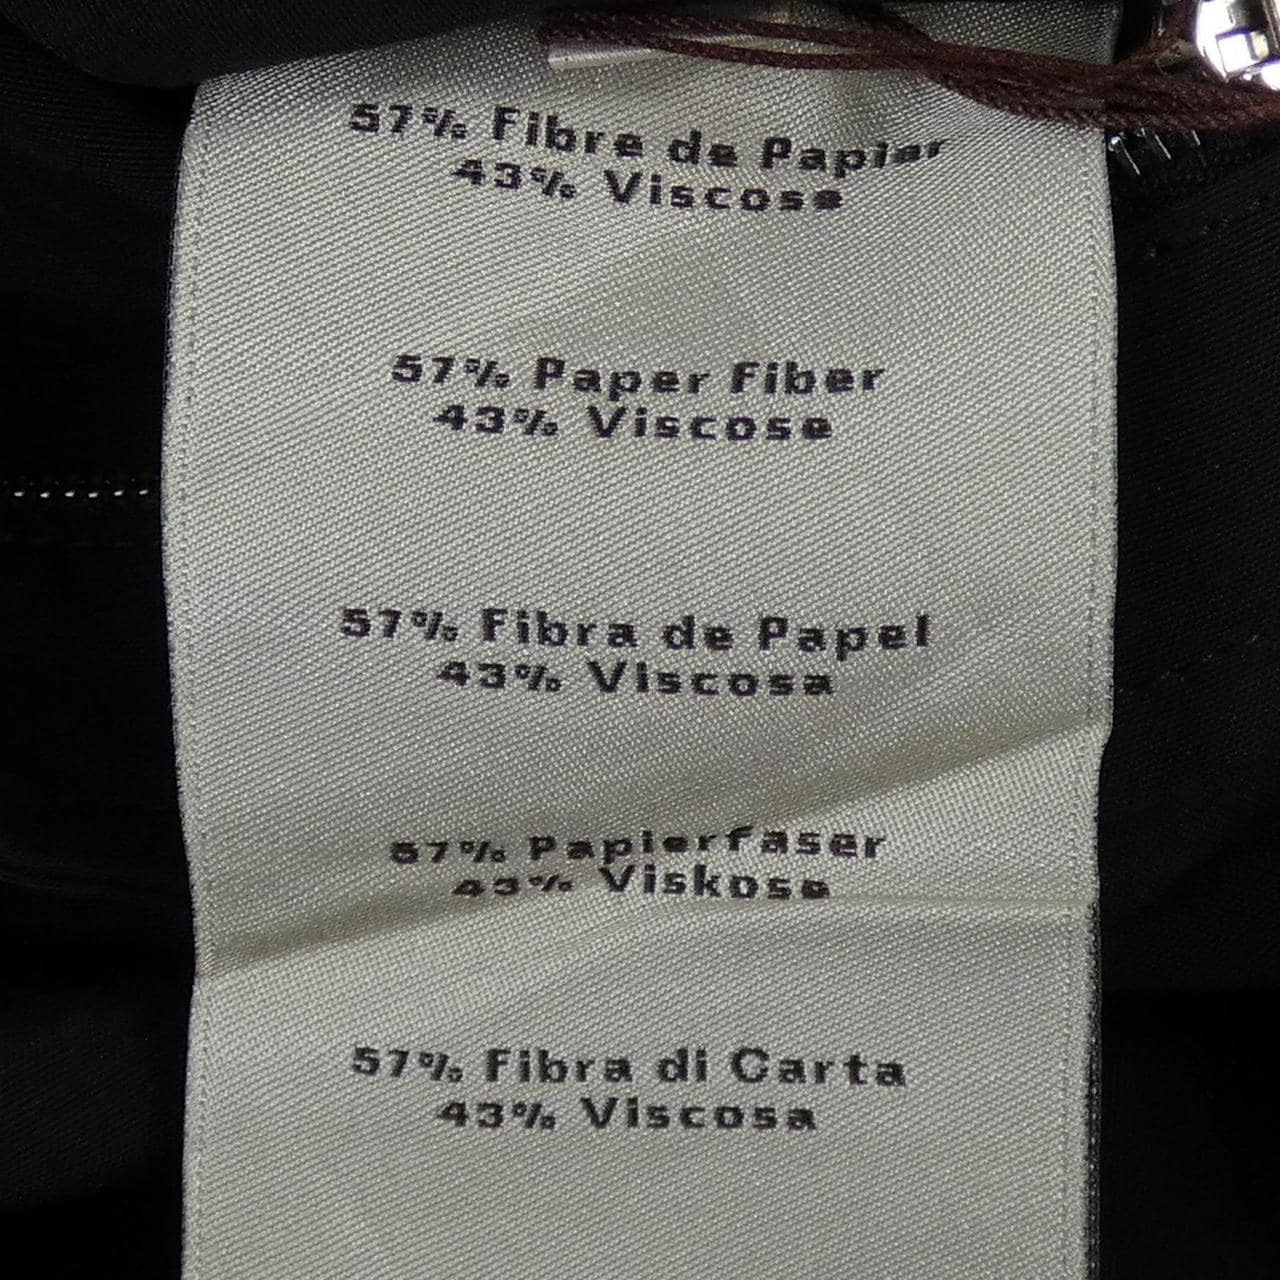 57% Fibre de Papier
43% Viscose
57% Paper Fiber
43% Viscose
57% Fibra de Papel
43% Viscosa
57% Papierfaser
43% Viskose
57% Fibra di Carta
43% Viscosa